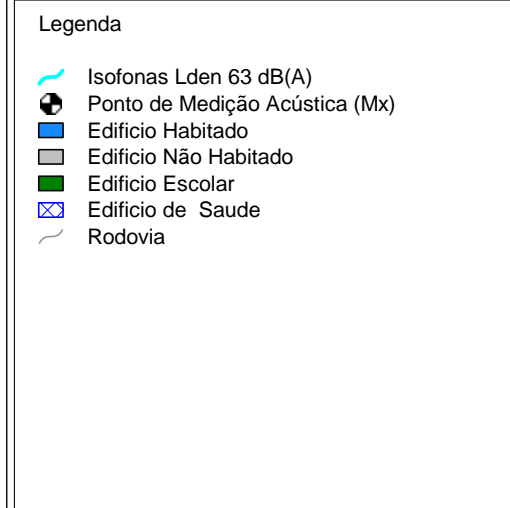 Legenda
Isofonas Lden 63 dB(A)
Ponto de Medição Acústica (Mx)
Edificio Habitado
Edificio Não Habitado
Edificio Escolar
Edificio de  Saude
Rodovia